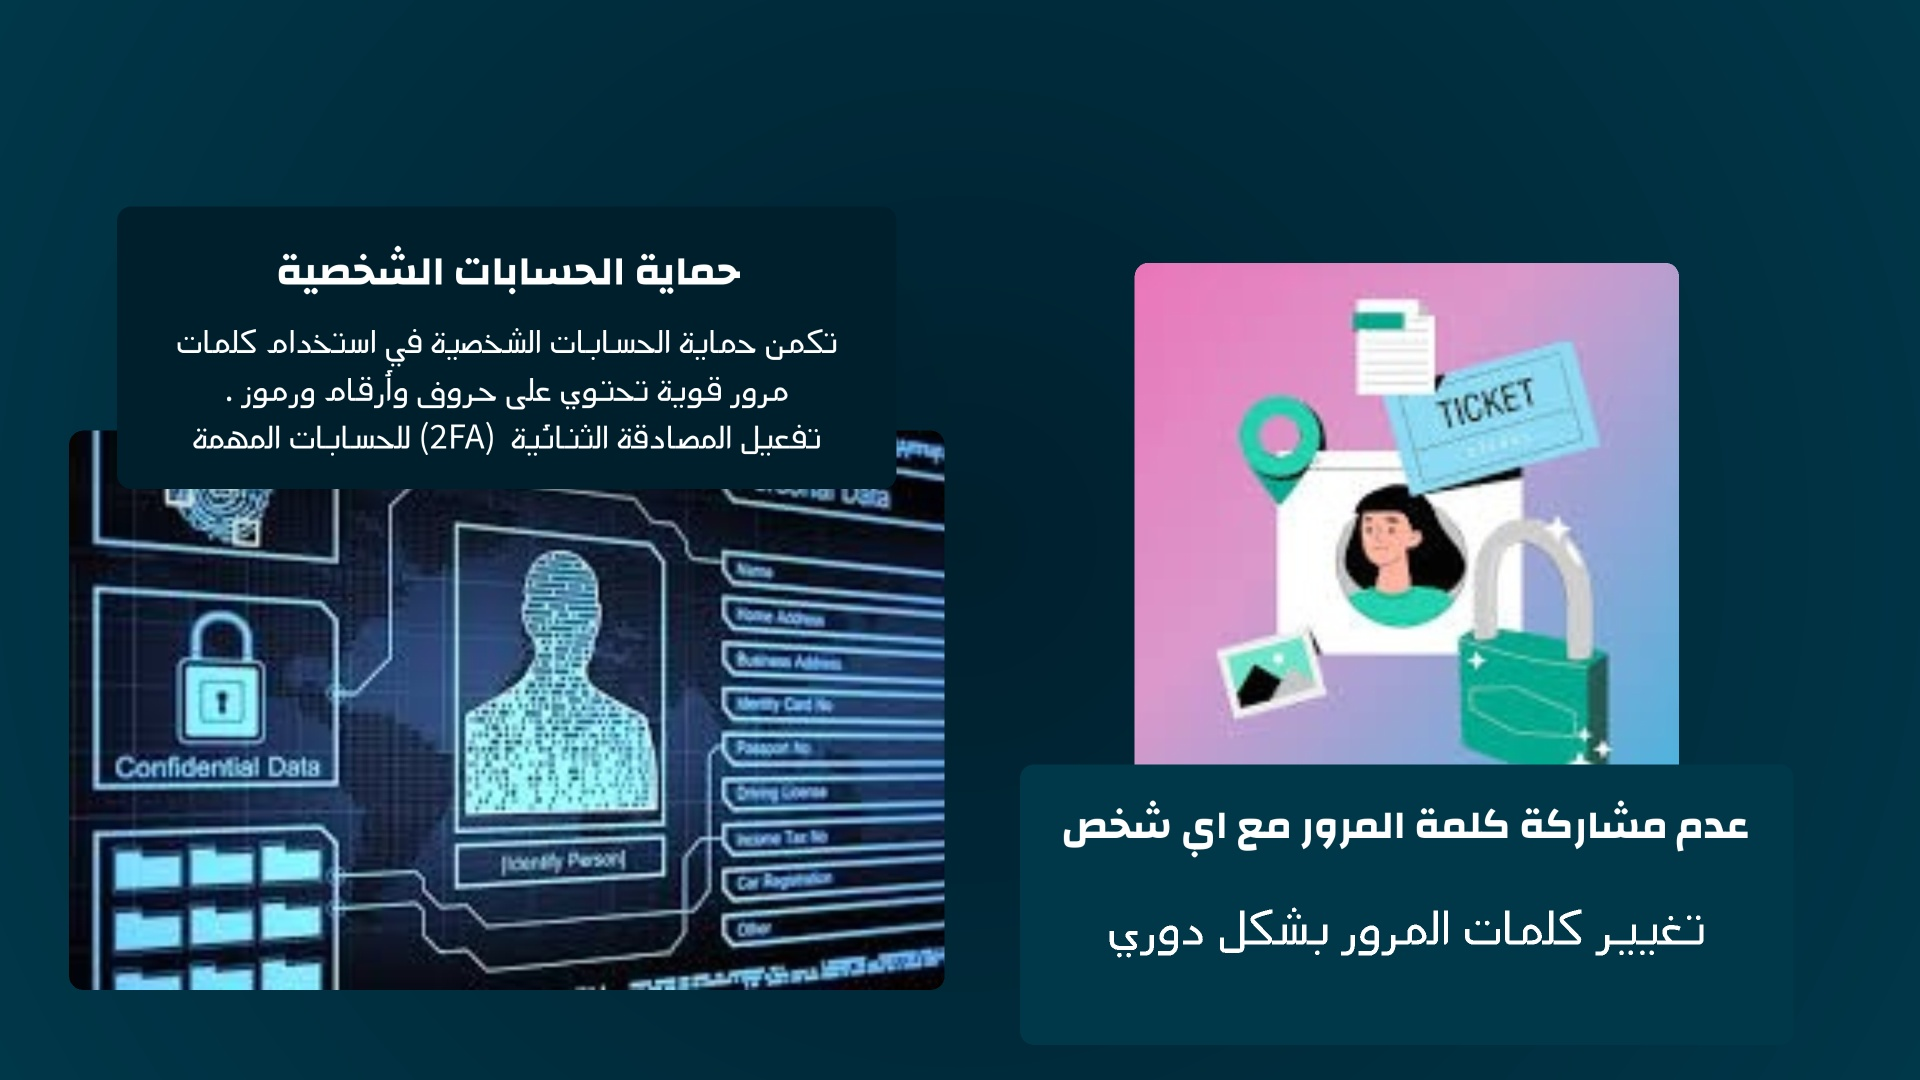 حماية الحسابات الشخصية
تكمن حماية الحسابات الشخصية في استخدام كلمات
مرور قوية تحتوي على حروف وأرقام ورموز .
تفعيل المصادقة الثنائية (2FA) للحسابات المهمة
Data
Name
Home Address
Business Address
Identity Card No
Passport No
Driving License
Income Tax No
Car Registration
Other
Confidential Data
[Identify Person]
TICKET
عدم مشاركة كلمة المرور مع اي شخص
تغيير كلمات المرور بشكل دوري